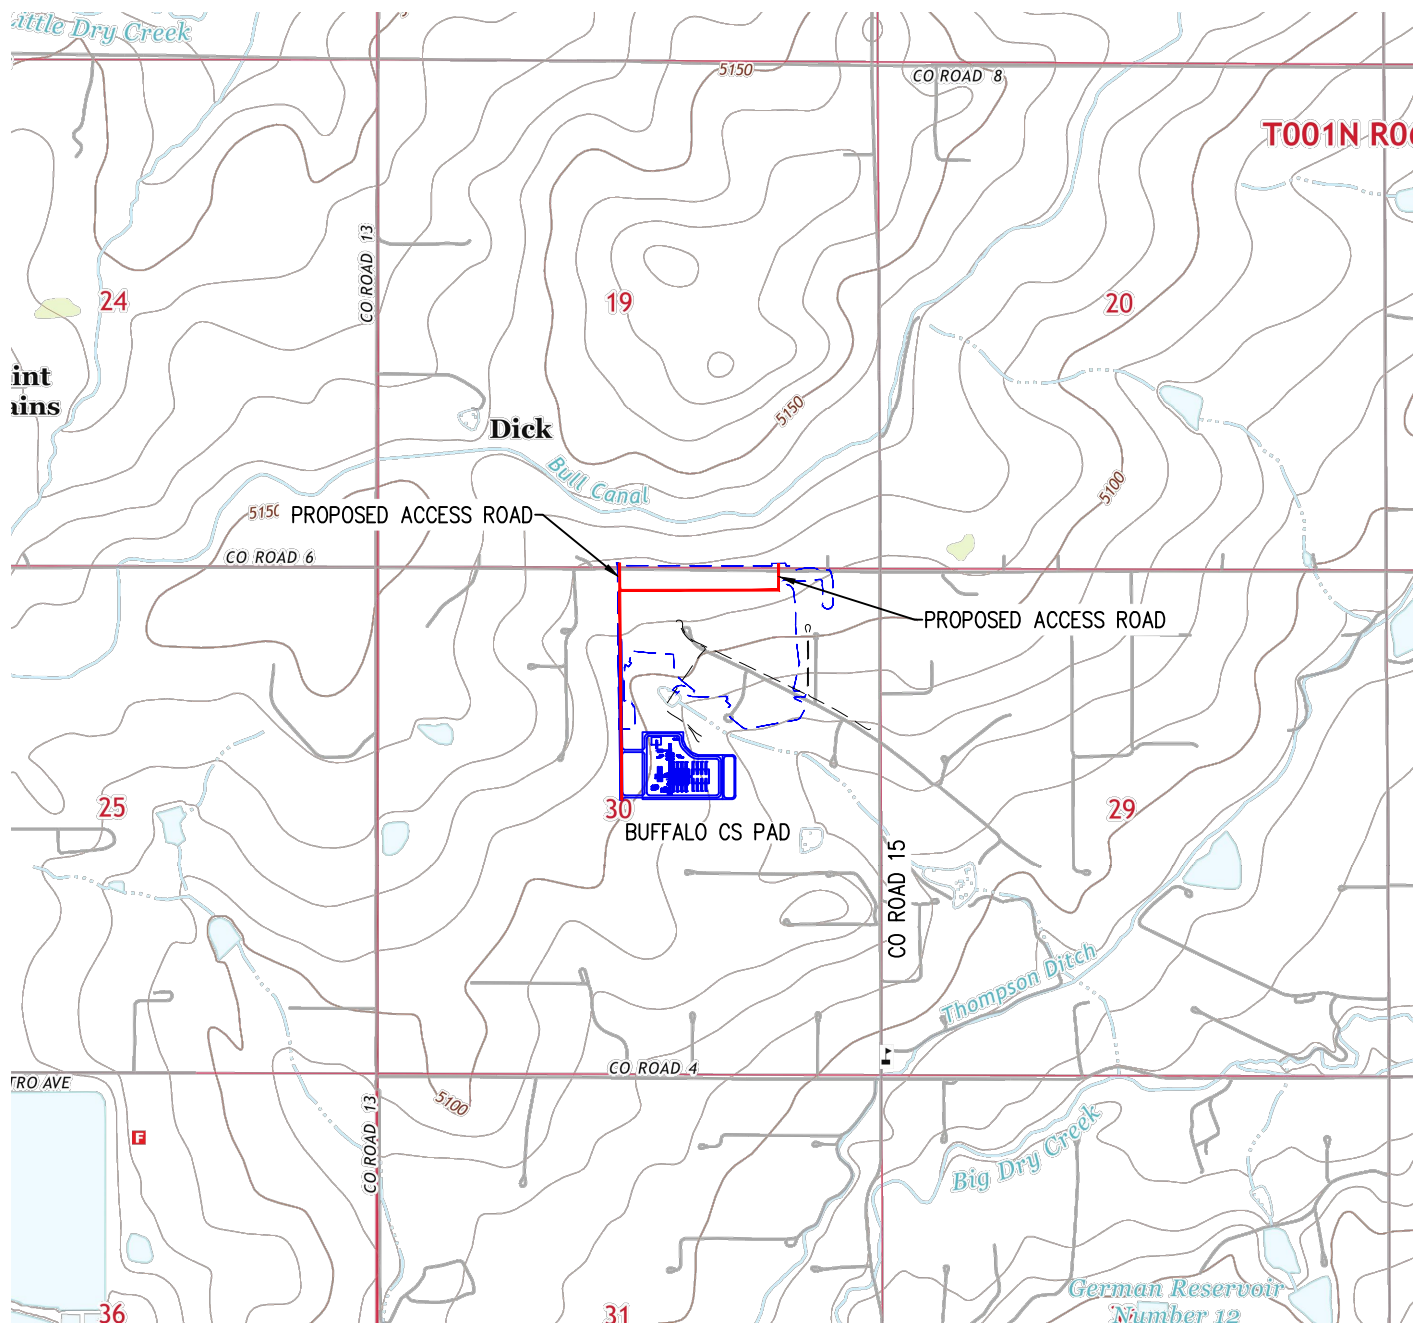 Little Dry Creek
5150
CO ROAD 8
T001N R06
CO ROAD 13
24
19
20
int
ains
Dick
5150
Bull Canal
5100
5150
PROPOSED ACCESS ROAD
CO ROAD 6
PROPOSED ACCESS ROAD
25
30
29
BUFFALO CS PAD
CO ROAD 15
Thompson Ditch
CO ROAD 4
TRO AVE
5100
CO ROAD 13
F
Big Dry Creek
German Reservoir
Number 12
36
31